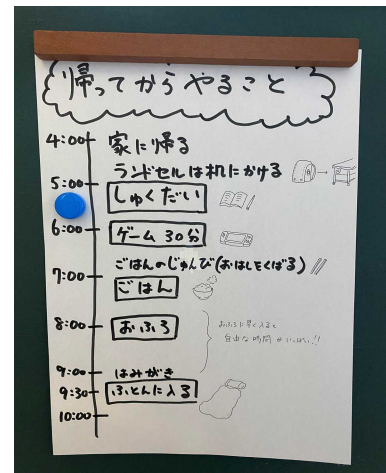 帰ってからやること
4:00 家に帰る
ランドセルは机にかける
5:00 しゅくだい
6:00 ゲーム 30分
ごはんのじゅんび(おはしをくばる)
7:00 ごはん
8:00 おふろ
おふろに早く入ると
自由な時間がいっぱい!!
9:00 はみがき
9:30 ふとんに入る
10:00